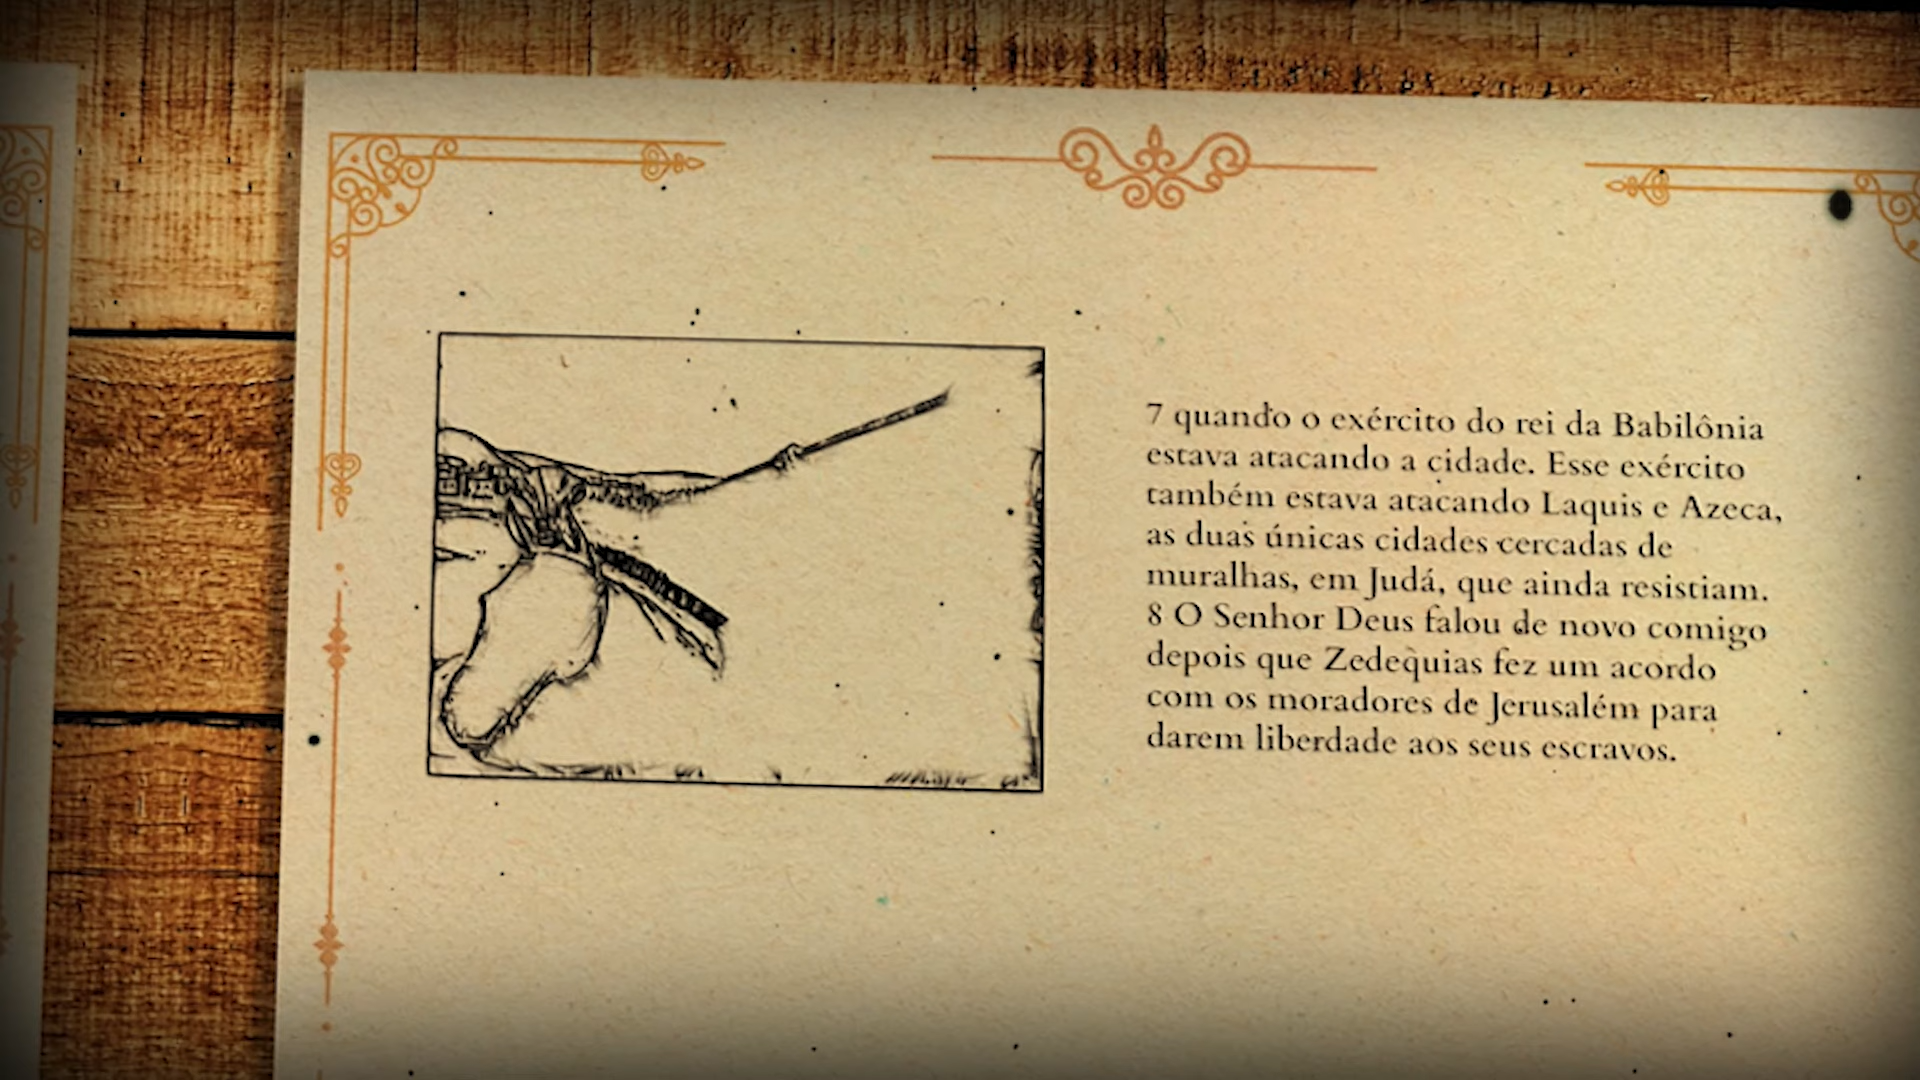 7 quando o exército do rei da Babilônia
estava atacando a cidade. Esse exército
também estava atacando Laquis e Azeca,
as duas únicas cidades cercadas de
muralhas, em Judá, que ainda resistiam.
8 O Senhor Deus falou de novo comigo
depois que Zedequias fez um acordo
com os moradores de Jerusalém para
darem liberdade aos seus escravos.